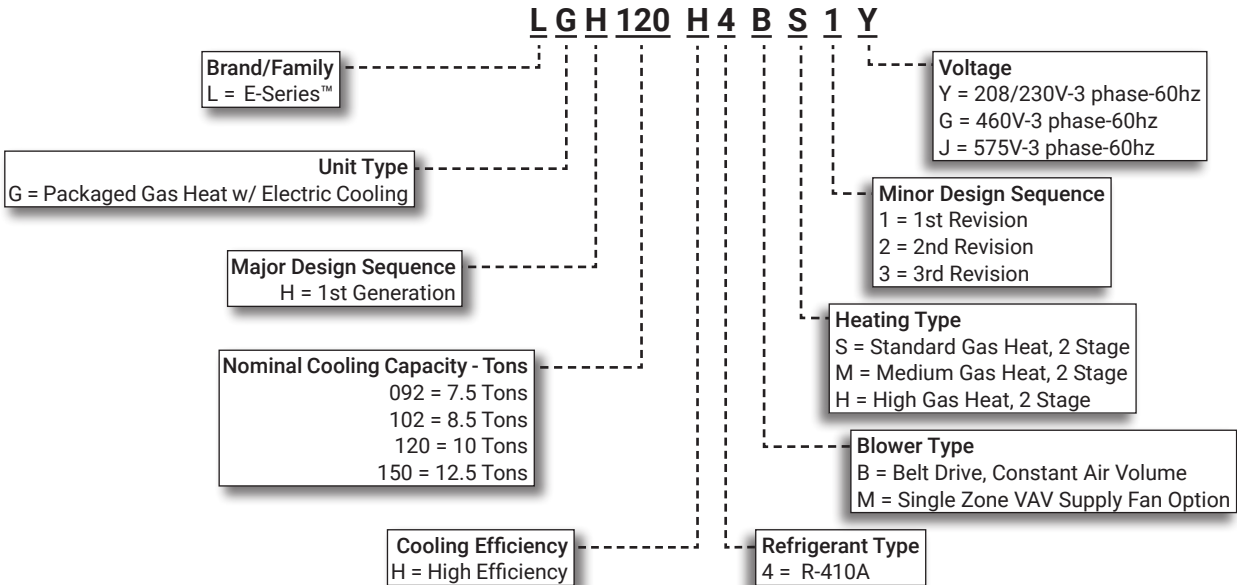 L G H 120 H 4 B S 1 Y
Brand/Family
L = E-Series™
Unit Type
G = Packaged Gas Heat w/ Electric Cooling
Major Design Sequence
H = 1st Generation
Nominal Cooling Capacity - Tons
092 = 7.5 Tons
102 = 8.5 Tons
120 = 10 Tons
150 = 12.5 Tons
Cooling Efficiency
H = High Efficiency
Refrigerant Type
4 = R-410A
Blower Type
B = Belt Drive, Constant Air Volume
M = Single Zone VAV Supply Fan Option
Heating Type
S = Standard Gas Heat, 2 Stage
M = Medium Gas Heat, 2 Stage
H = High Gas Heat, 2 Stage
Minor Design Sequence
1 = 1st Revision
2 = 2nd Revision
3 = 3rd Revision
Voltage
Y = 208/230V-3 phase-60hz
G = 460V-3 phase-60hz
J = 575V-3 phase-60hz